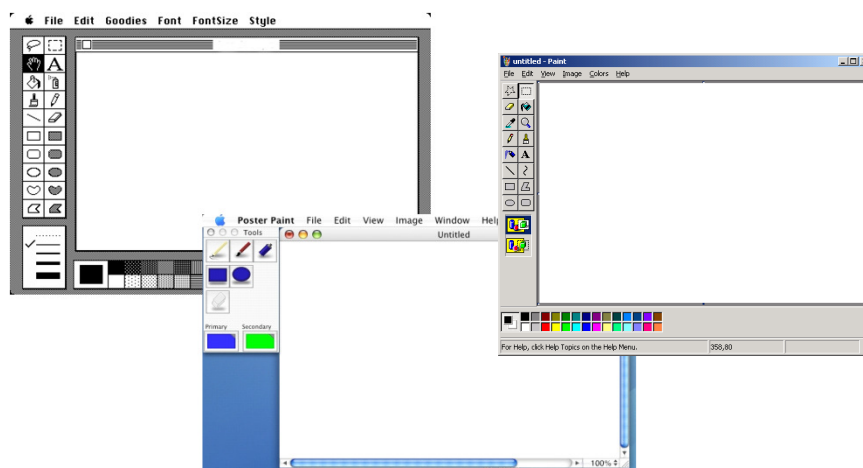 File Edit Goodies Font FontSize Style
A
untitled - Paint
File Edit View Image Colors Help
A
For Help, click Help Topics on the Help Menu.
358,80
Poster Paint File Edit View Image Window Help
Tools
Untitled
Primary Secondary
100%